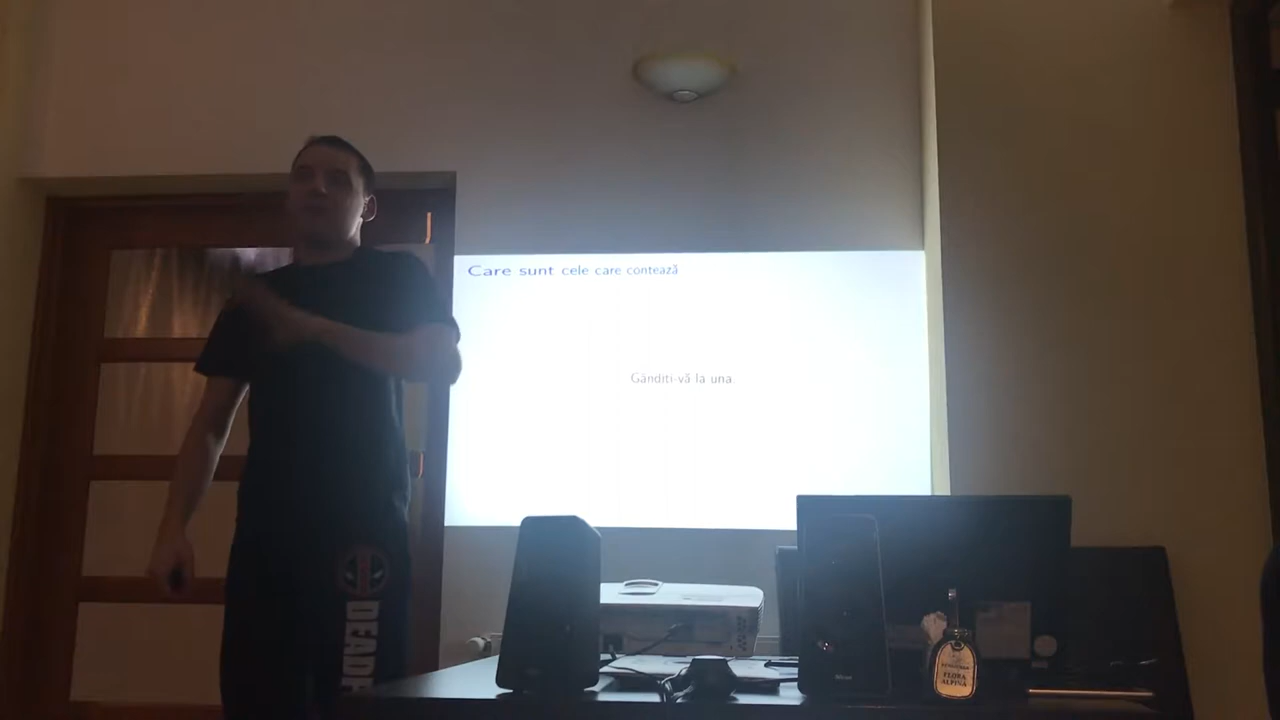 Care sunt cele care contează
Gândiți-vă la una
DEADP
FLORA
ALPINA